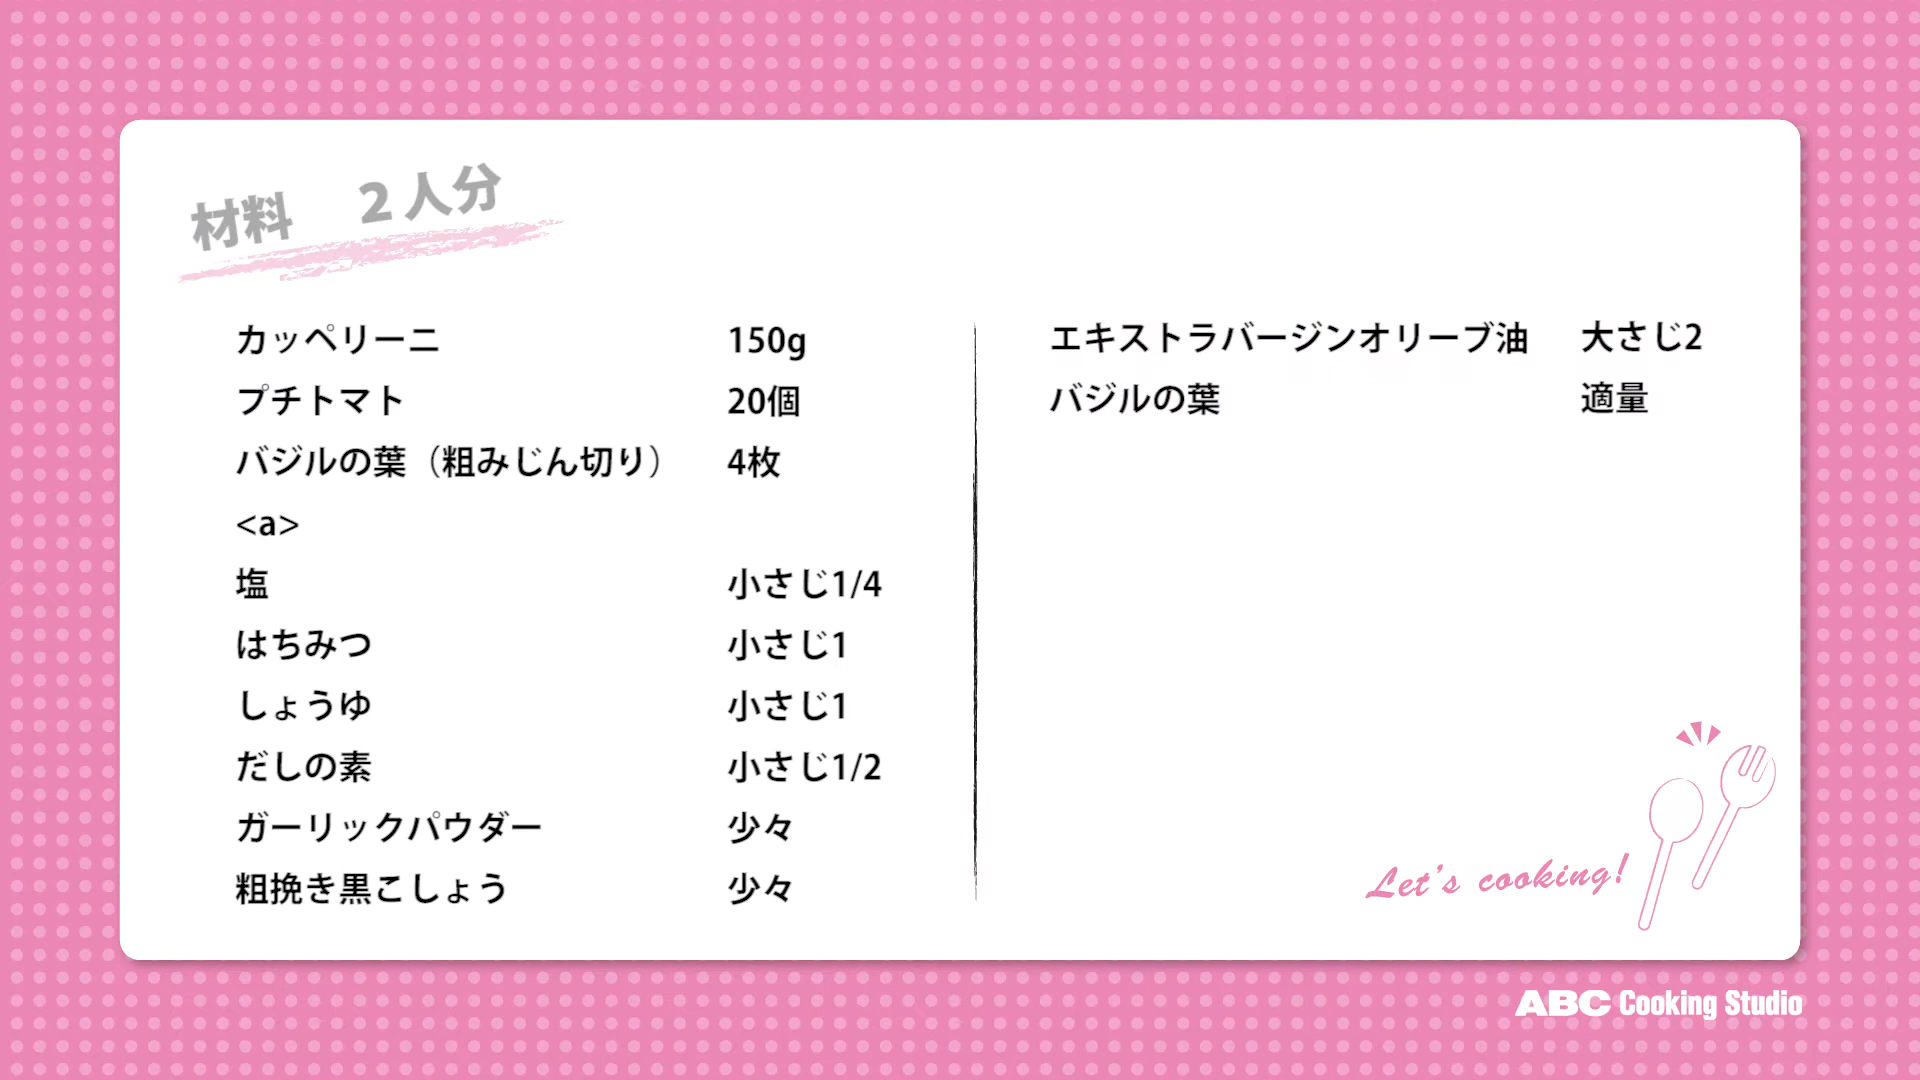 材料　２人分
カッペリーニ　150g
プチトマト　20個
バジルの葉（粗みじん切り）　4枚
<a>
塩　小さじ1/4
はちみつ　小さじ1
しょうゆ　小さじ1
だしの素　小さじ1/2
ガーリックパウダー　少々
粗挽き黒こしょう　少々
エキストラバージンオリーブ油　大さじ2
バジルの葉　適量
Let's cooking!
ABC Cooking Studio